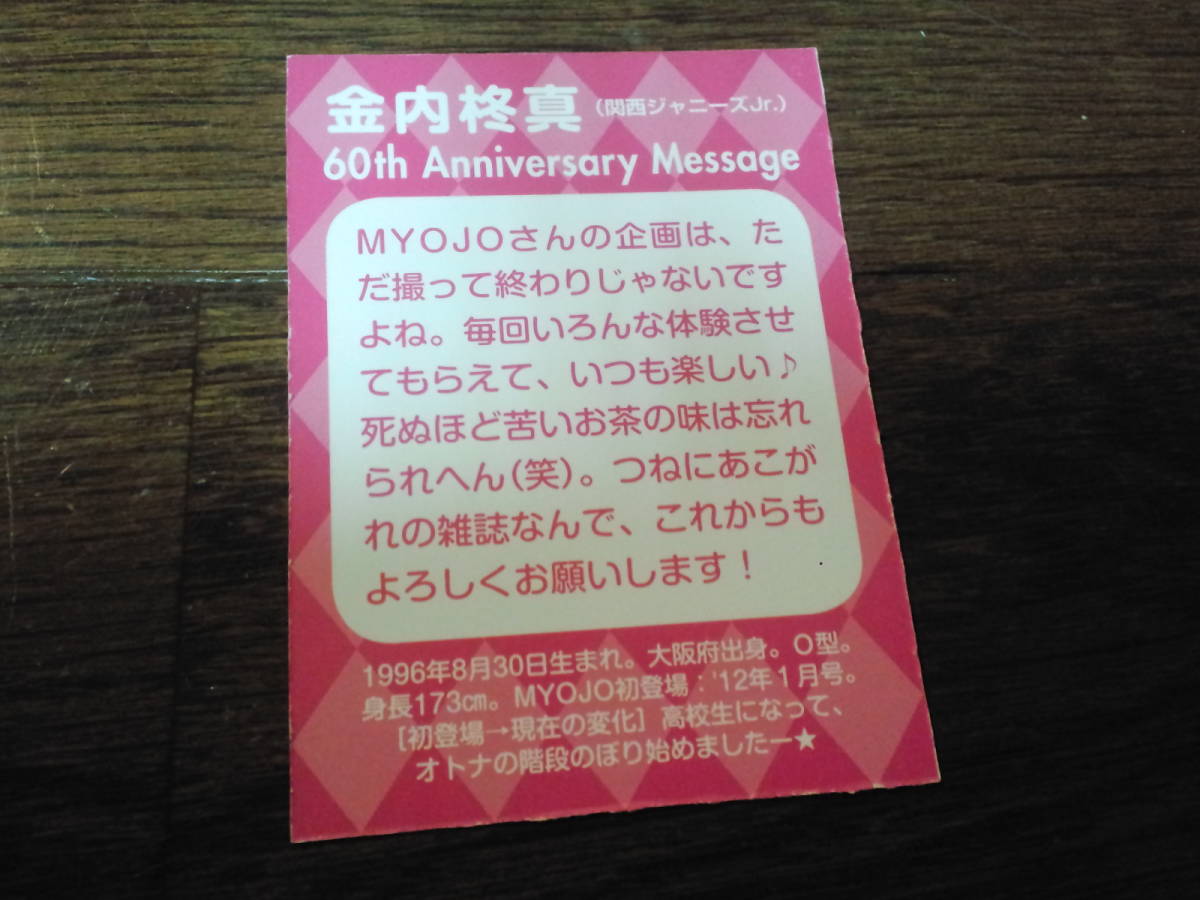 金内柊真（関西ジャニーズJr.）
60th Anniversary Message
MYOJOさんの企画は、た
だ撮って終わりじゃないです
よね。毎回いろんな体験させ
てもらえて、いつも楽しい♪
死ぬほど苦いお茶の味は忘れ
られへん（笑）。つねにあこが
れの雑誌なんで、これからも
よろしくお願いします！
1996年8月30日生まれ。大阪府出身。O型。
身長173㎝。MYOJO初登場：'12年１月号。
［初登場→現在の変化］高校生になって、
オトナの階段のぼり始めましたー★